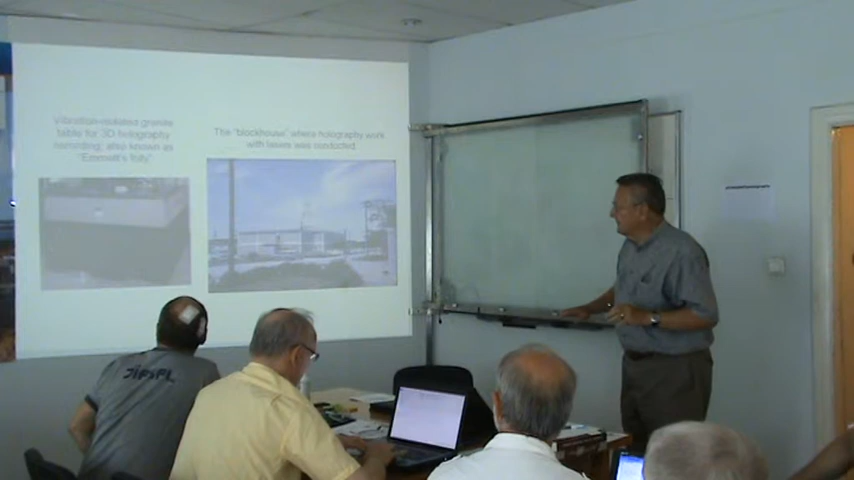 Vibration-isolated granite
table for 3D holography
recording, also known as
"Emmett's folly"
The "blockhouse" where holography work
with lasers was conducted.